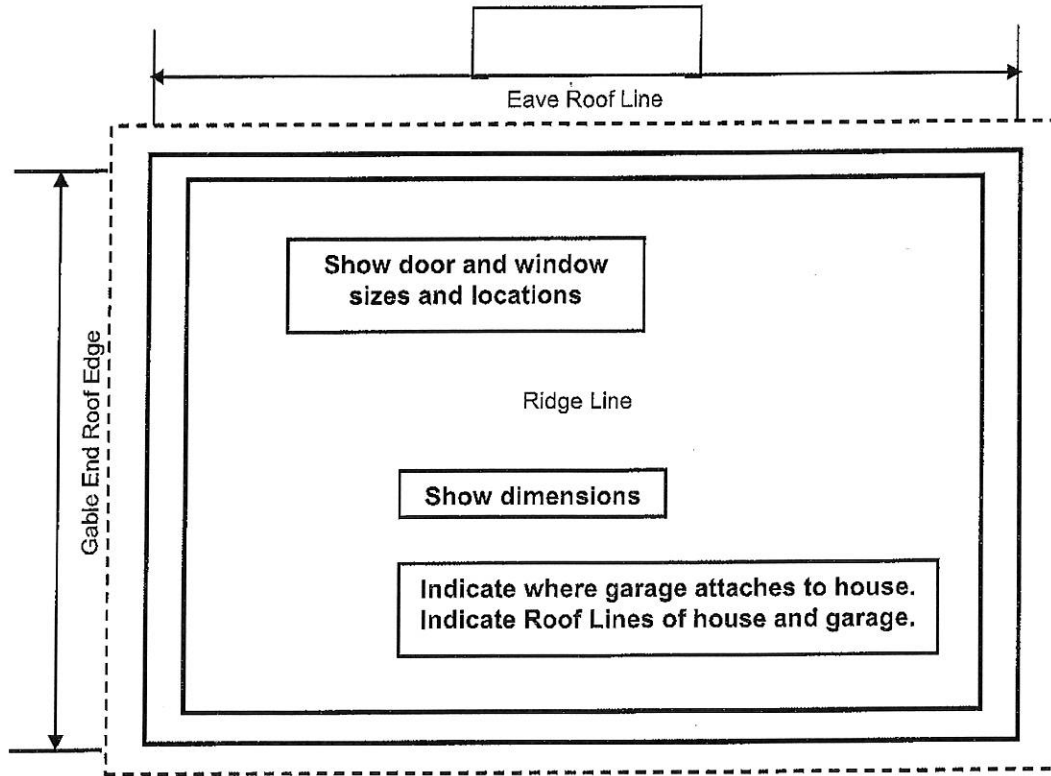 Eave Roof Line
Gable End Roof Edge
Show door and window
sizes and locations
Ridge Line
Show dimensions
Indicate where garage attaches to house.
Indicate Roof Lines of house and garage.